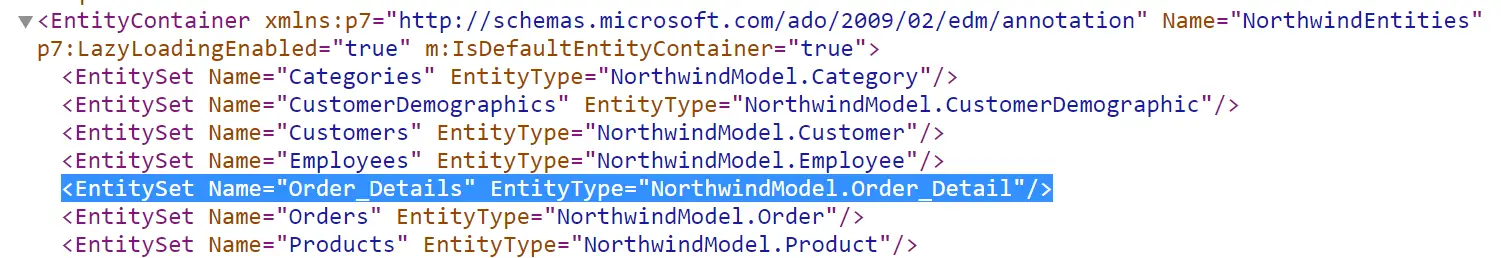 ▼<EntityContainer xmlns:p7="http://schemas.microsoft.com/ado/2009/02/edm/annotation" Name="NorthwindEntities"
p7:LazyLoadingEnabled="true" m:IsDefaultEntityContainer="true">
<EntitySet Name="Categories" EntityType="NorthwindModel.Category"/>
<EntitySet Name="CustomerDemographics" EntityType="NorthwindModel.CustomerDemographic"/>
<EntitySet Name="Customers" EntityType="NorthwindModel.Customer"/>
<EntitySet Name="Employees" EntityType="NorthwindModel.Employee"/>
<EntitySet Name="Order_Details" EntityType="NorthwindModel.Order_Detail"/>
<EntitySet Name="Orders" EntityType="NorthwindModel.Order"/>
<EntitySet Name="Products" EntityType="NorthwindModel.Product"/>